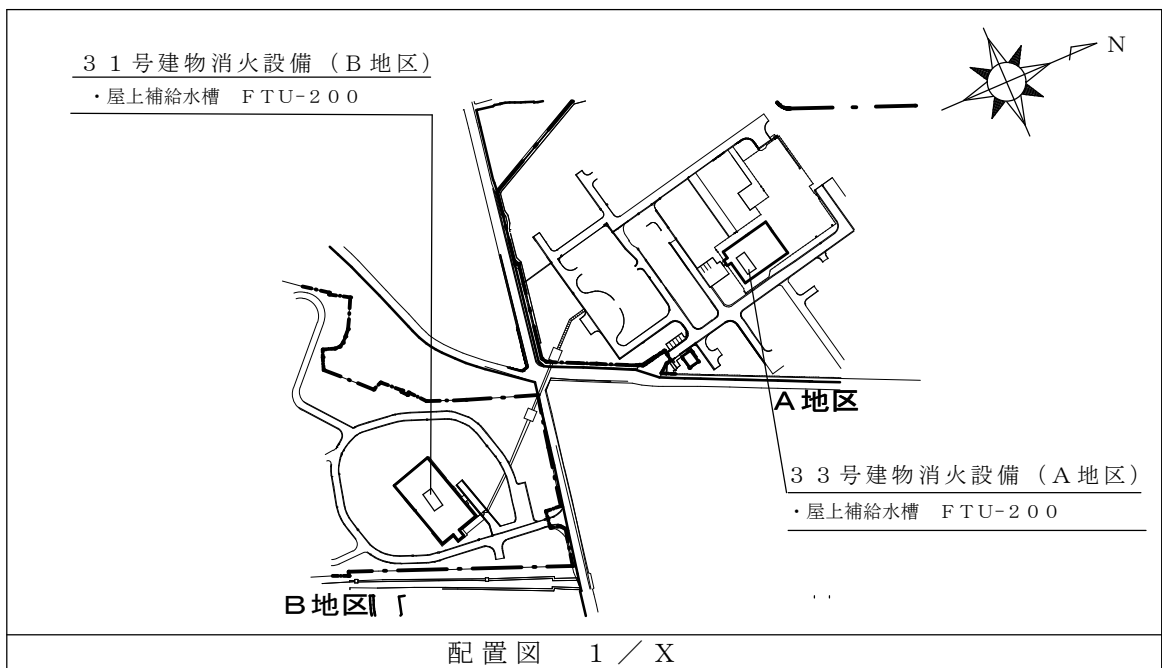 ３１号建物消火設備（Ｂ地区）
・屋上補給水槽　ＦＴＵ-２００
Ｎ
Ａ地区
３３号建物消火設備（Ａ地区）
・屋上補給水槽　ＦＴＵ-２００
Ｂ地区
配置図　１／Ｘ